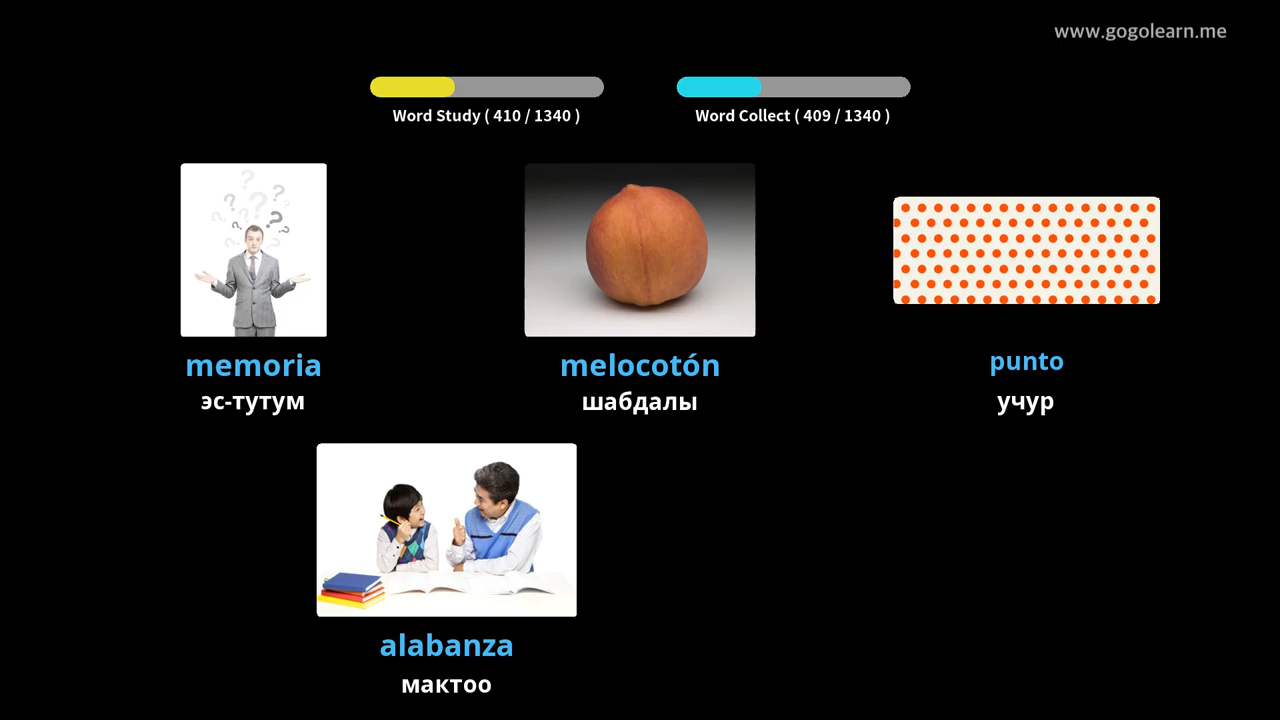 www.gogolearn.me
Word Study ( 410 / 1340 )
Word Collect ( 409 / 1340 )
memoria
эс-тутум
melocotón
шабдалы
punto
учур
alabanza
мактоо